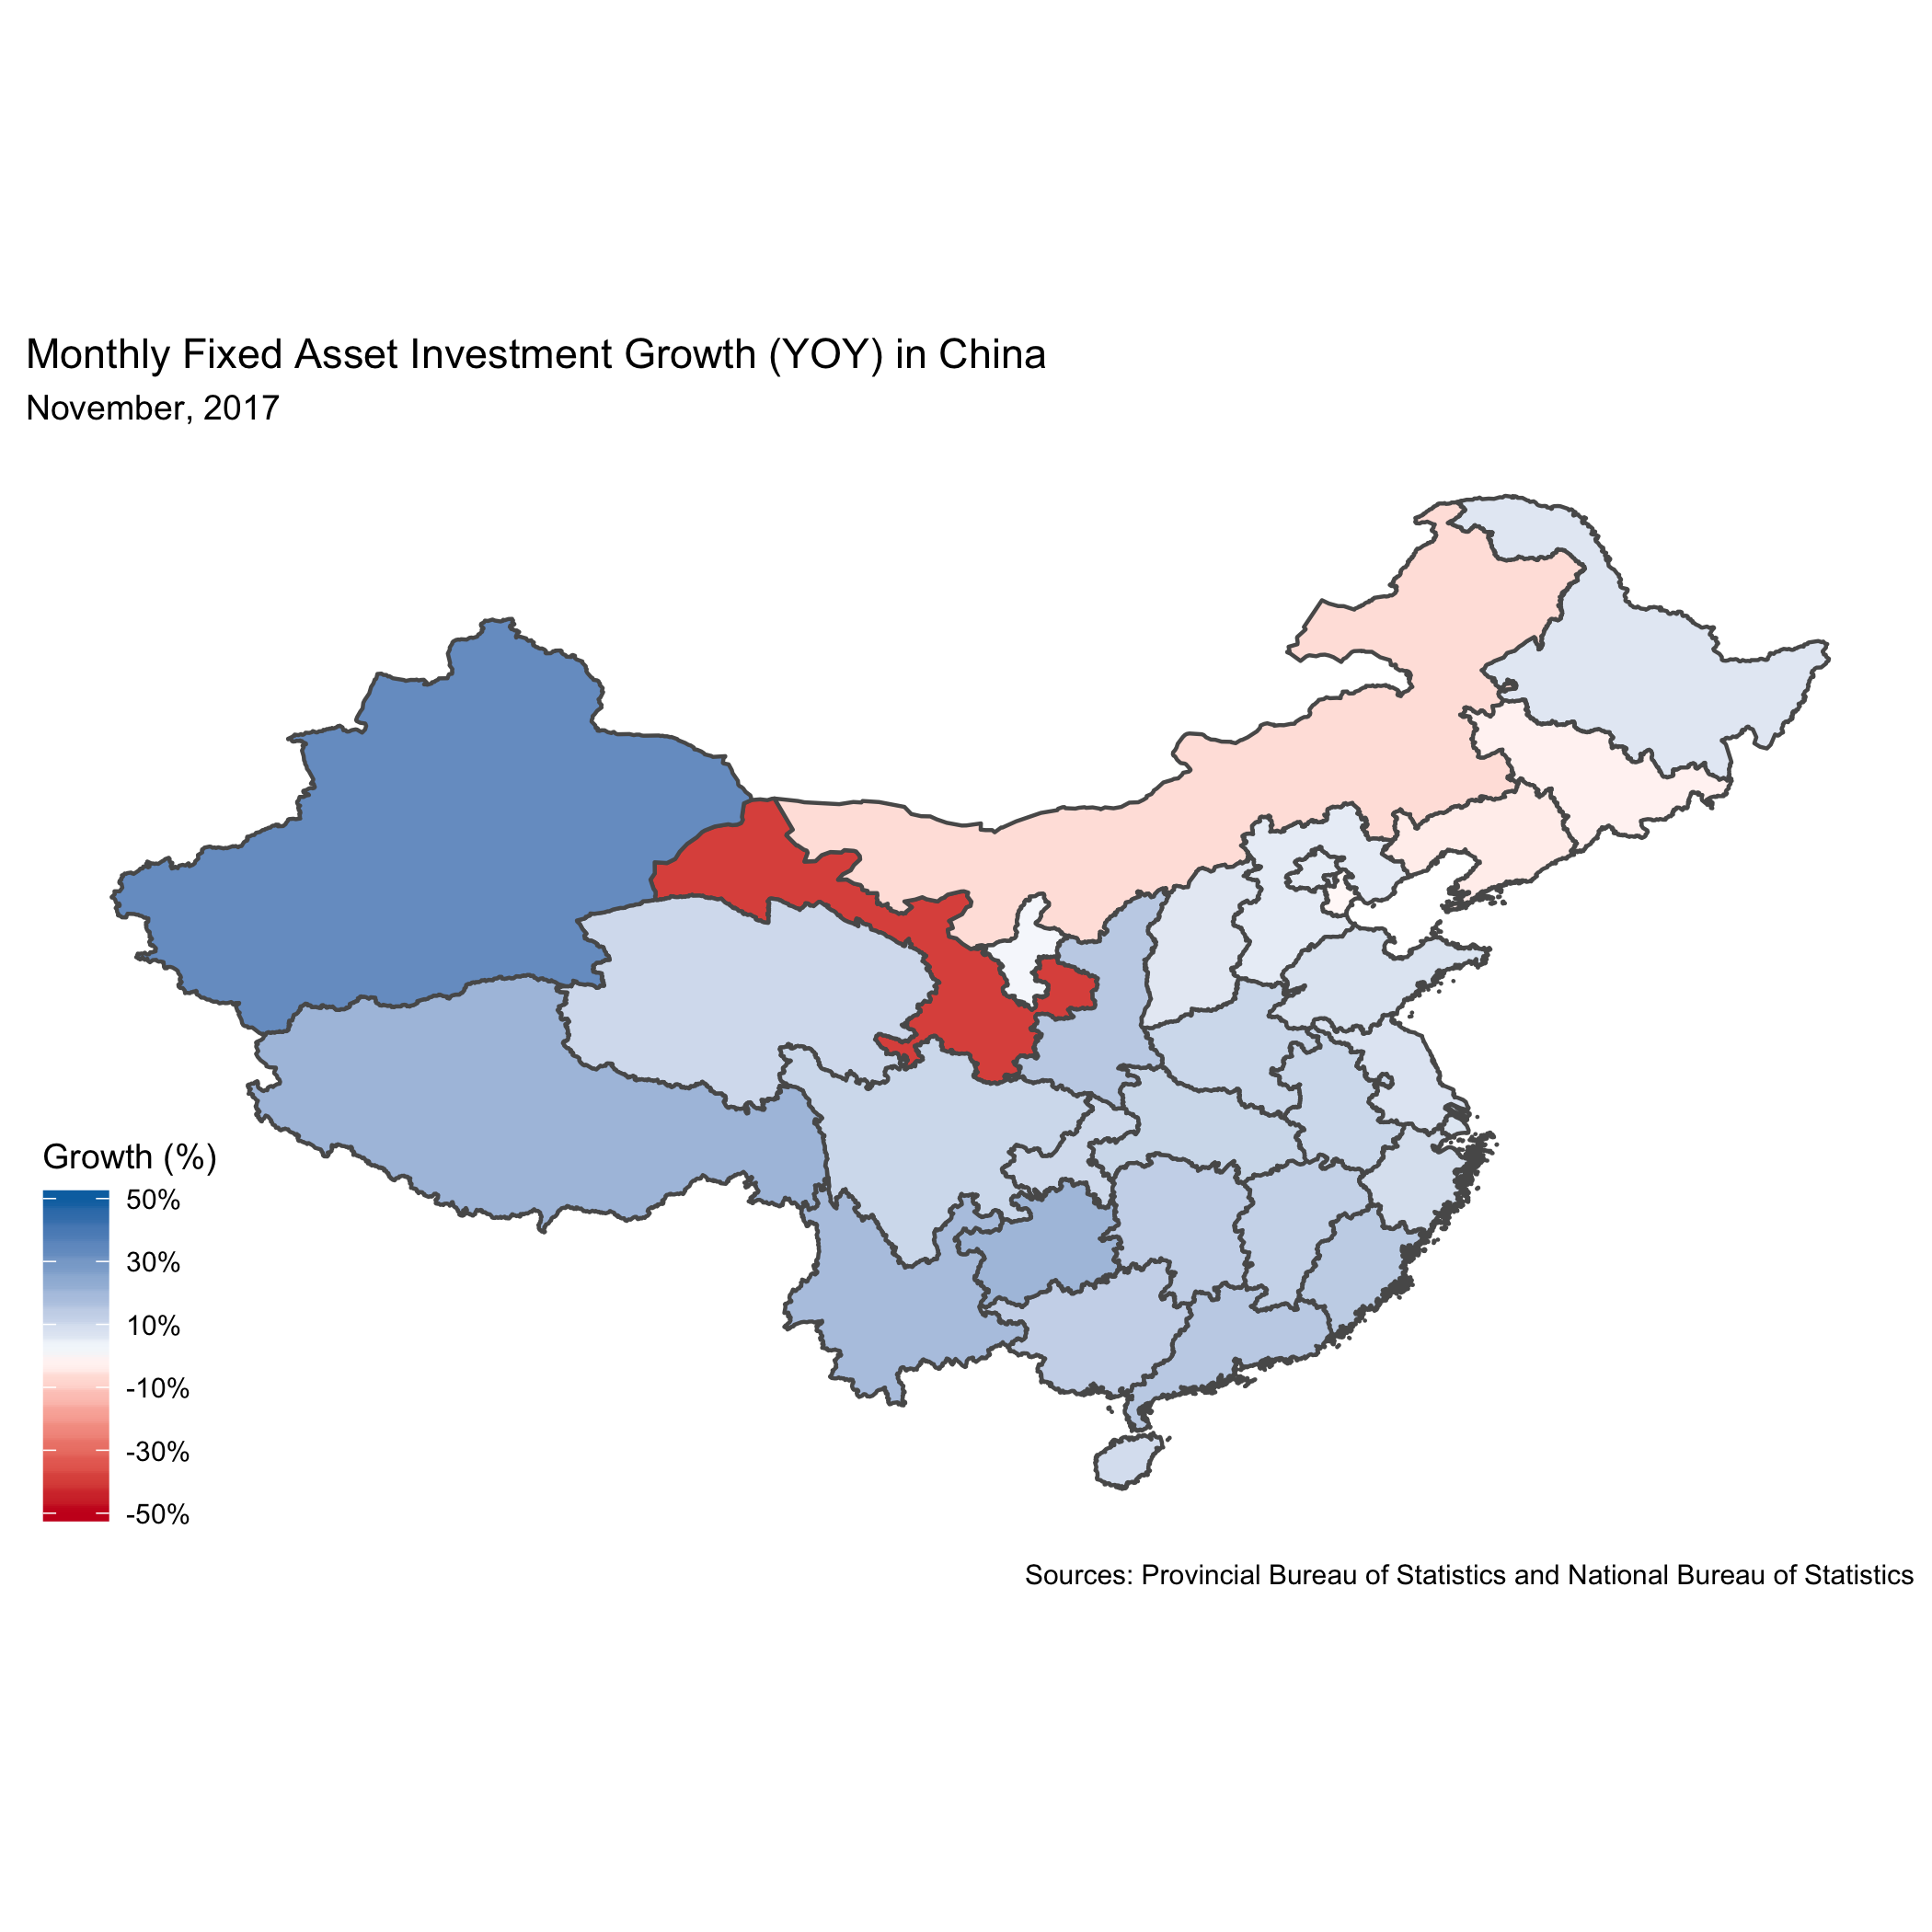 Monthly Fixed Asset Investment Growth (YOY) in China
November, 2017
Growth (%)
50%
30%
10%
-10%
-30%
-50%
Sources: Provincial Bureau of Statistics and National Bureau of Statistics